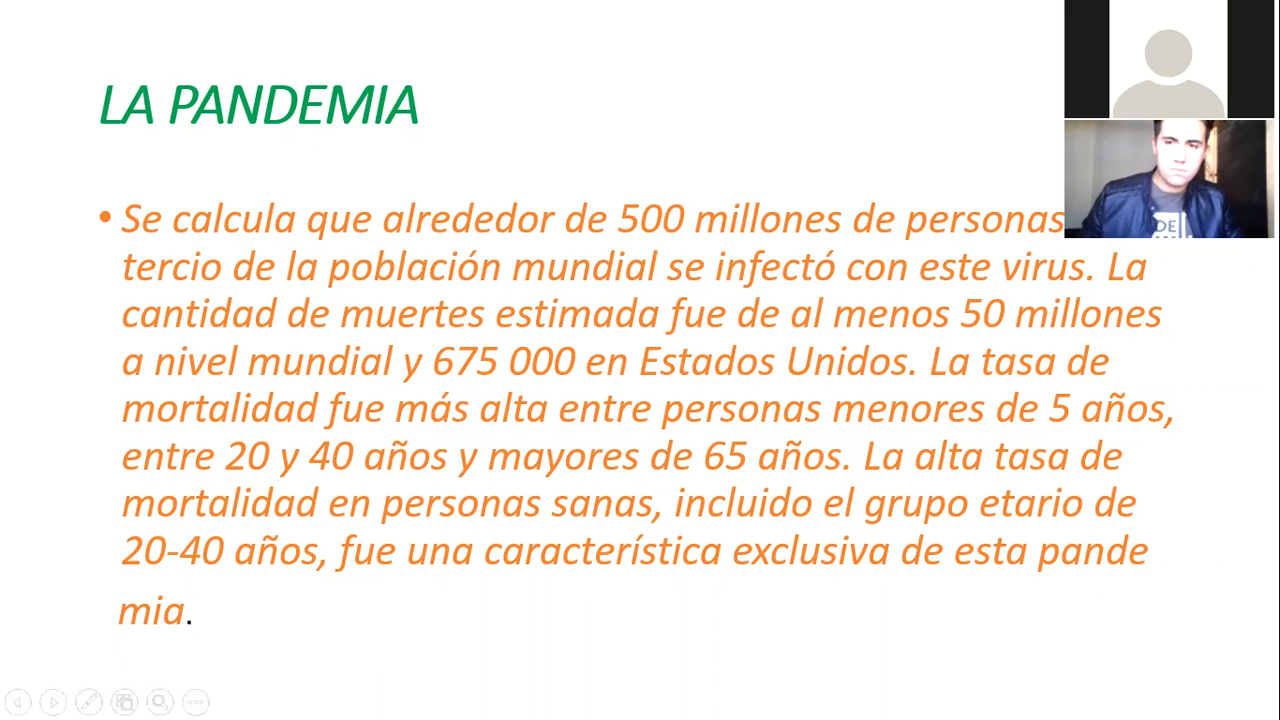 LA PANDEMIA
• Se calcula que alrededor de 500 millones de personas
tercio de la población mundial se infectó con este virus. La
cantidad de muertes estimada fue de al menos 50 millones
a nivel mundial y 675 000 en Estados Unidos. La tasa de
mortalidad fue más alta entre personas menores de 5 años,
entre 20 y 40 años y mayores de 65 años. La alta tasa de
mortalidad en personas sanas, incluido el grupo etario de
20-40 años, fue una característica exclusiva de esta pande
mia.
DE